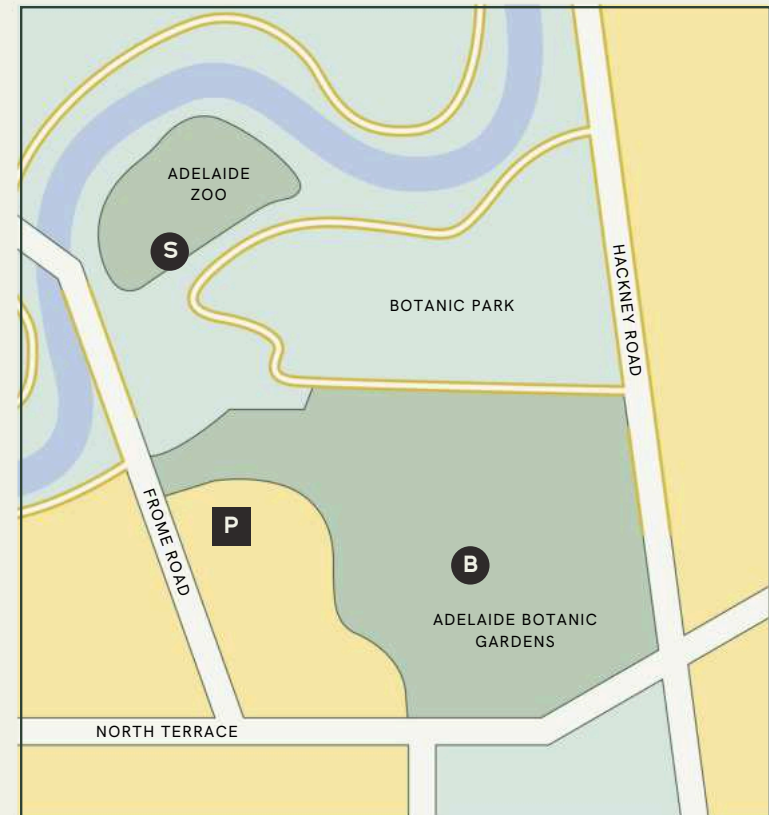 ADELAIDE
ZOO
S
HACKNEY ROAD
BOTANIC PARK
FROME ROAD
P
B
ADELAIDE BOTANIC
GARDENS
NORTH TERRACE